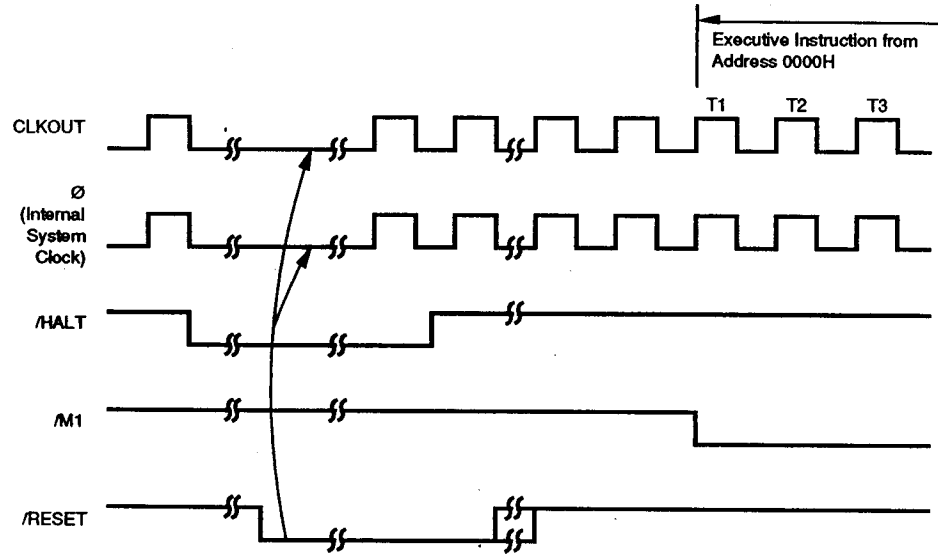 Executive Instruction from
Address 0000H
T1 T2 T3
CLKOUT
Ø
(Internal
System
Clock)
/HALT
/M1
/RESET